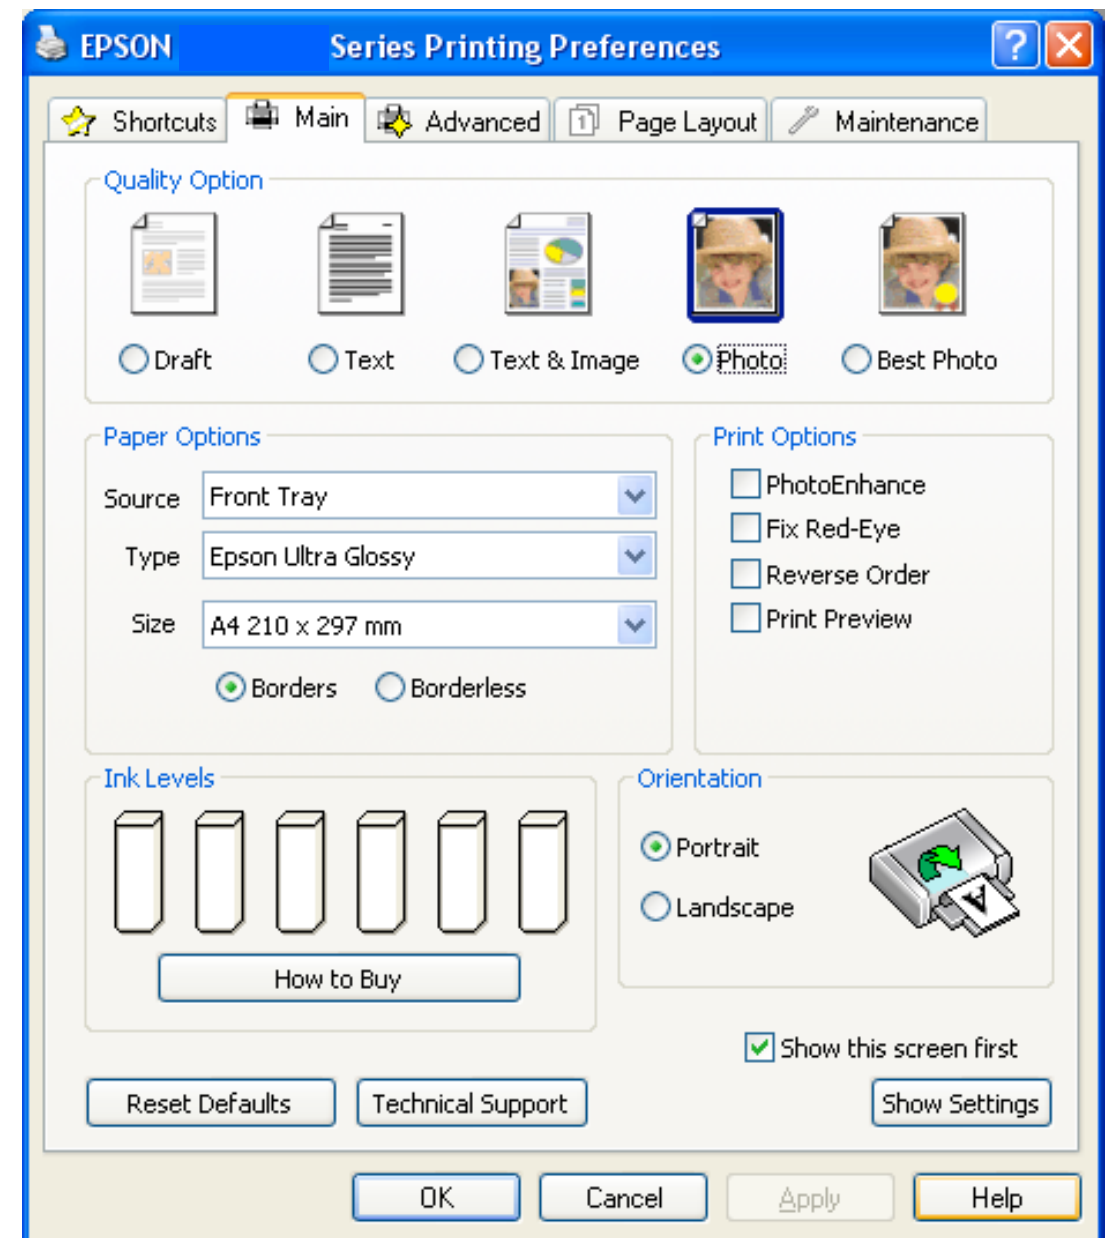 EPSON Series Printing Preferences
Shortcuts Main Advanced 1 Page Layout Maintenance
Quality Option
Draft Text Text & Image Photo Best Photo
Paper Options
Source Front Tray
Type Epson Ultra Glossy
Size A4 210 x 297 mm
Borders Borderless
Print Options
PhotoEnhance
Fix Red-Eye
Reverse Order
Print Preview
Ink Levels
How to Buy
Orientation
Portrait
Landscape
A
Show this screen first
Reset Defaults Technical Support Show Settings
OK Cancel Apply Help